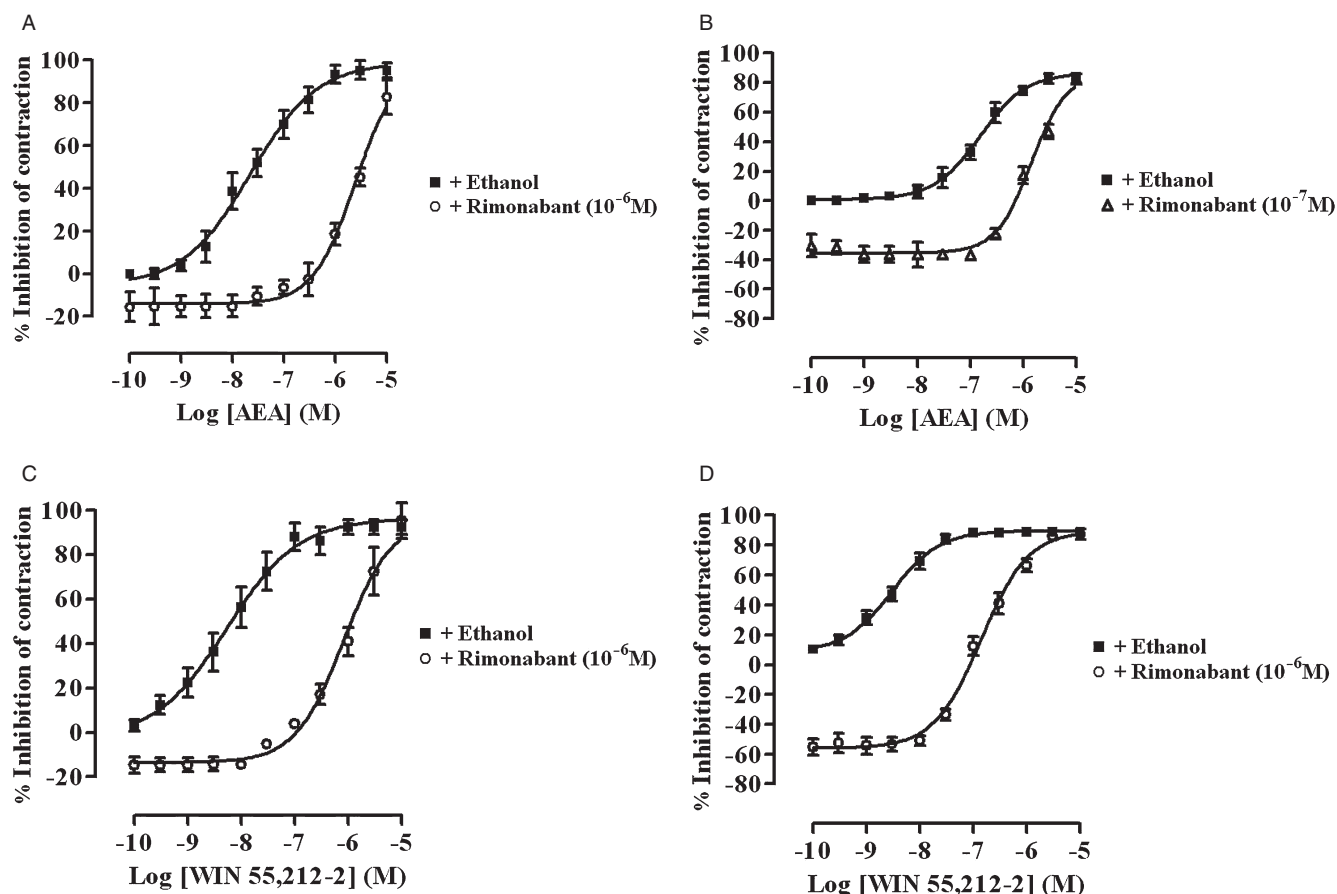 A
% Inhibition of contraction
100
80
60
40
20
0
-20
-10 -9 -8 -7 -6 -5
Log [AEA] (M)
+ Ethanol
+ Rimonabant (10⁻⁶M)
B
% Inhibition of contraction
100
80
60
40
20
0
-20
-40
-60
-80
-10 -9 -8 -7 -6 -5
Log [AEA] (M)
+ Ethanol
+ Rimonabant (10⁻⁷M)
C
% Inhibition of contraction
100
80
60
40
20
0
-20
-10 -9 -8 -7 -6 -5
Log [WIN 55,212-2] (M)
+ Ethanol
+ Rimonabant (10⁻⁶M)
D
% Inhibition of contraction
100
80
60
40
20
0
-20
-40
-60
-80
-10 -9 -8 -7 -6 -5
Log [WIN 55,212-2] (M)
+ Ethanol
+ Rimonabant (10⁻⁶M)